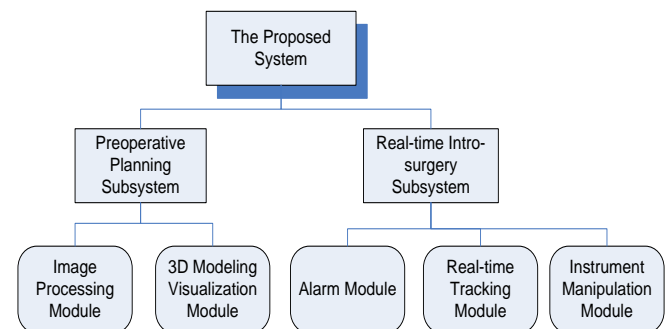 The Proposed
System
Preoperative
Planning
Subsystem
Real-time Intro-
surgery
Subsystem
Image
Processing
Module
3D Modeling
Visualization
Module
Alarm Module
Real-time
Tracking
Module
Instrument
Manipulation
Module